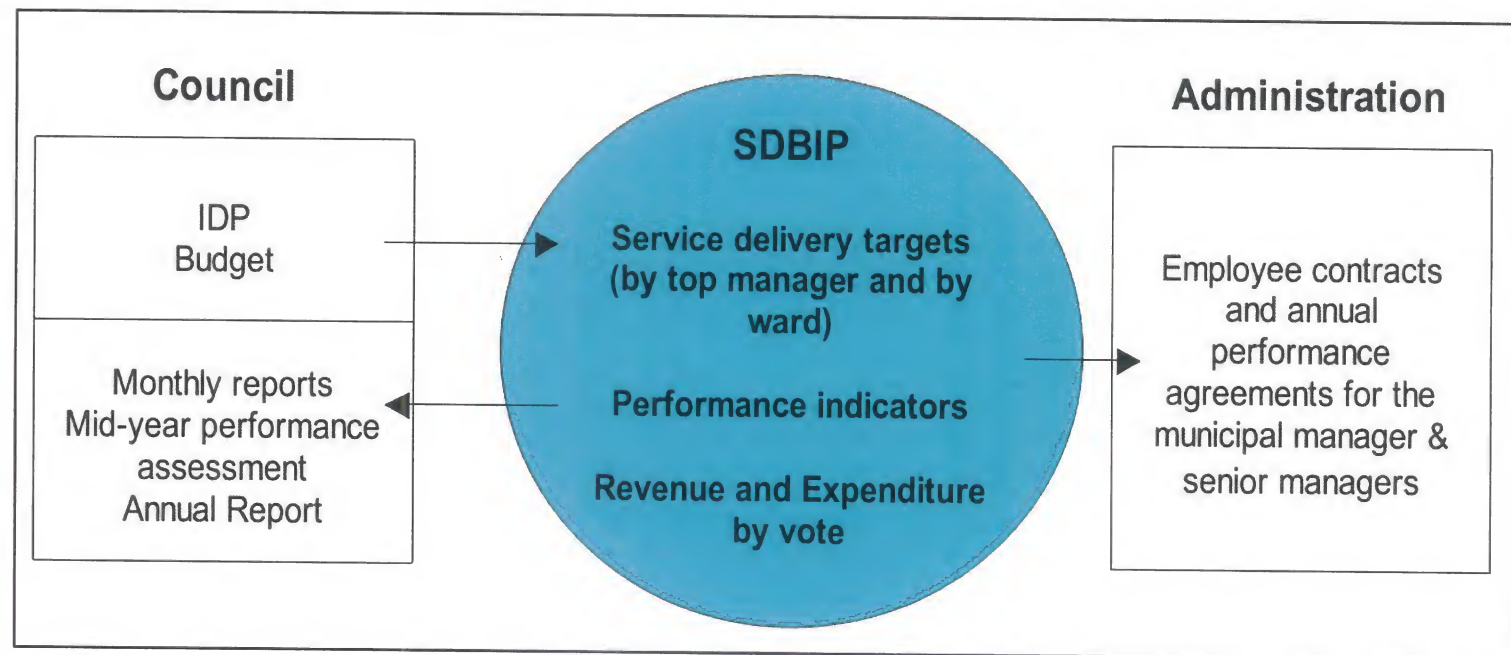 Council
IDP
Budget
Monthly reports
Mid-year performance
assessment
Annual Report
SDBIP
Service delivery targets
(by top manager and by
ward)
Performance indicators
Revenue and Expenditure
by vote
Administration
Employee contracts
and annual
performance
agreements for the
municipal manager &
senior managers